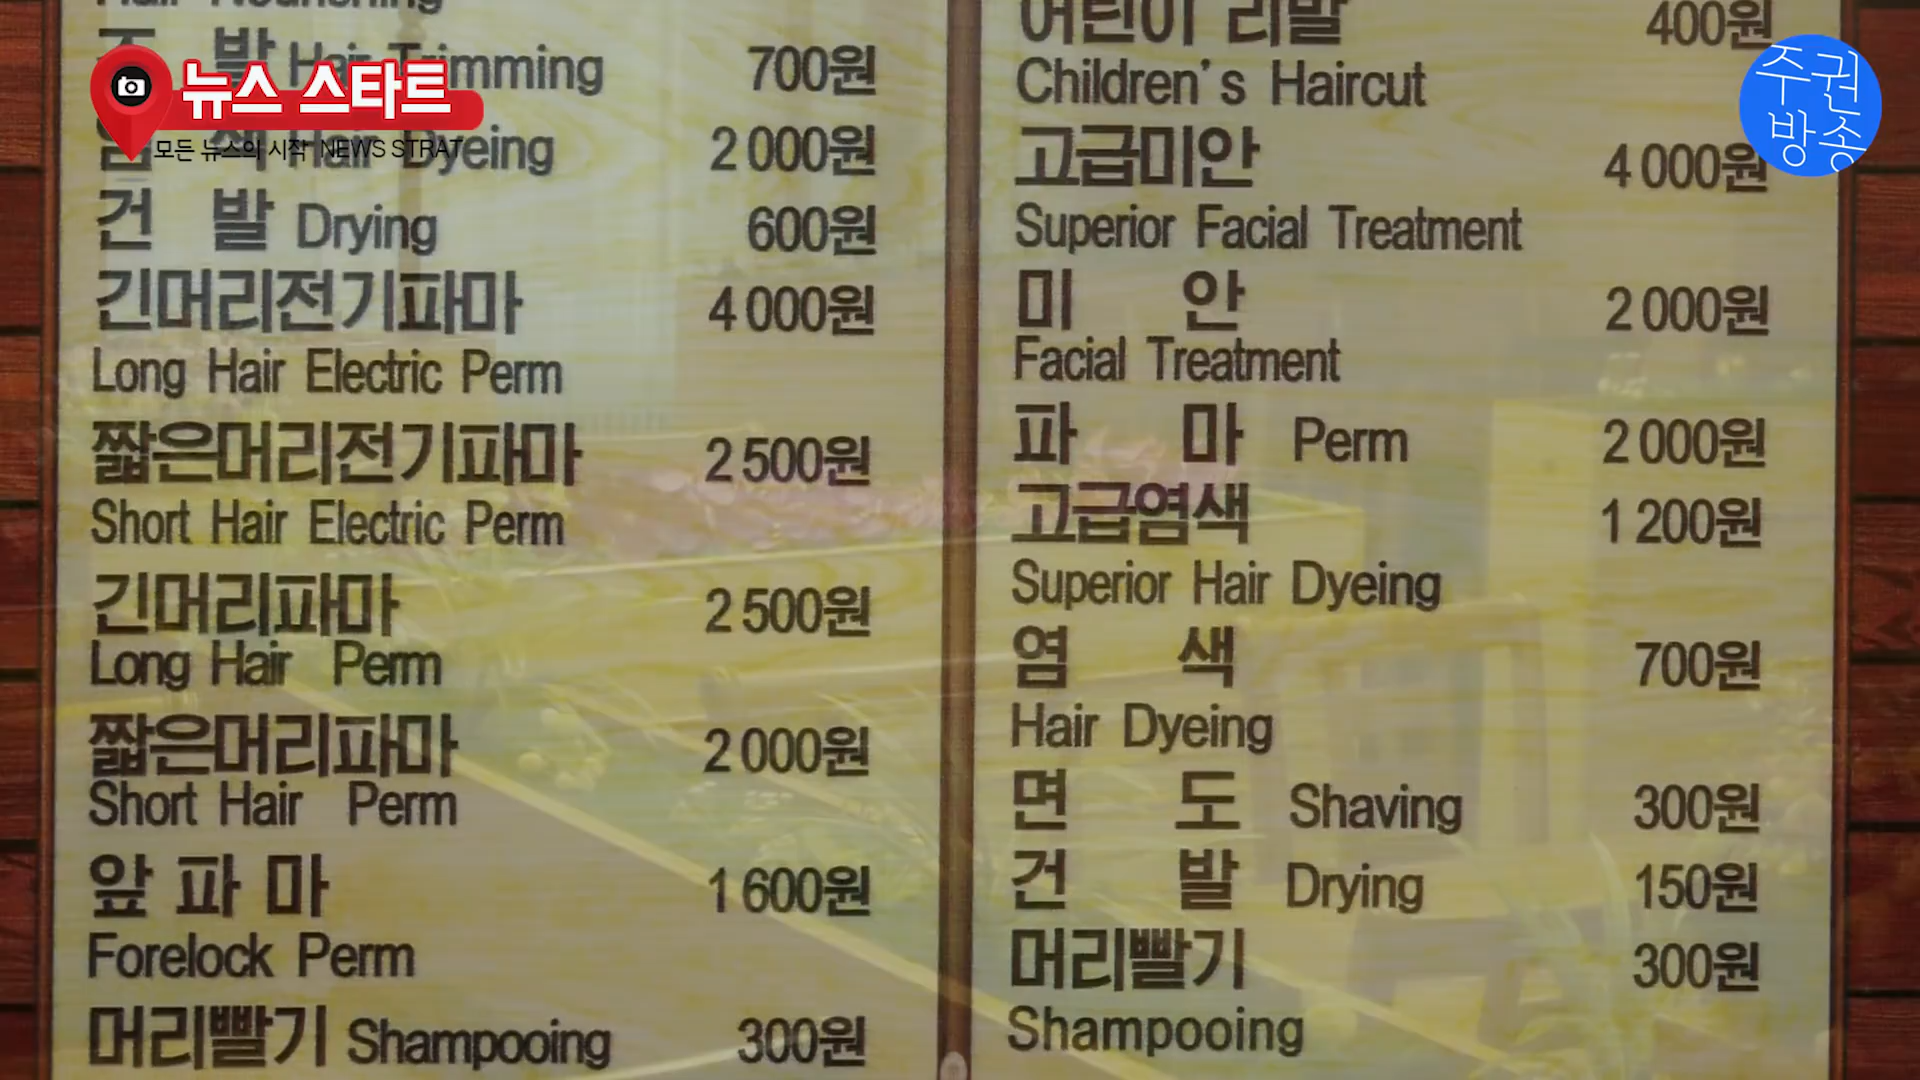 Hair Nourishing
발 Hair Trimming 700원
Hair Dyeing 2000원
건 발 Drying 600원
긴머리전기파마 4000원
Long Hair Electric Perm
짧은머리전기파마 2500원
Short Hair Electric Perm
긴머리파마 2500원
Long Hair Perm
짧은머리파마 2000원
Short Hair Perm
앞 파 마 1600원
Forelock Perm
머리빨기 Shampooing 300원
어린이 리발 400원
Children's Haircut
고급미안 4000원
Superior Facial Treatment
미 안 2000원
Facial Treatment
파 마 Perm 2000원
고급염색 1200원
Superior Hair Dyeing
염 색 700원
Hair Dyeing
면 도 Shaving 300원
건 발 Drying 150원
머리빨기 300원
Shampooing
뉴스 스타트
모든 뉴스의 시작 NEWS STRAT
주권
방송